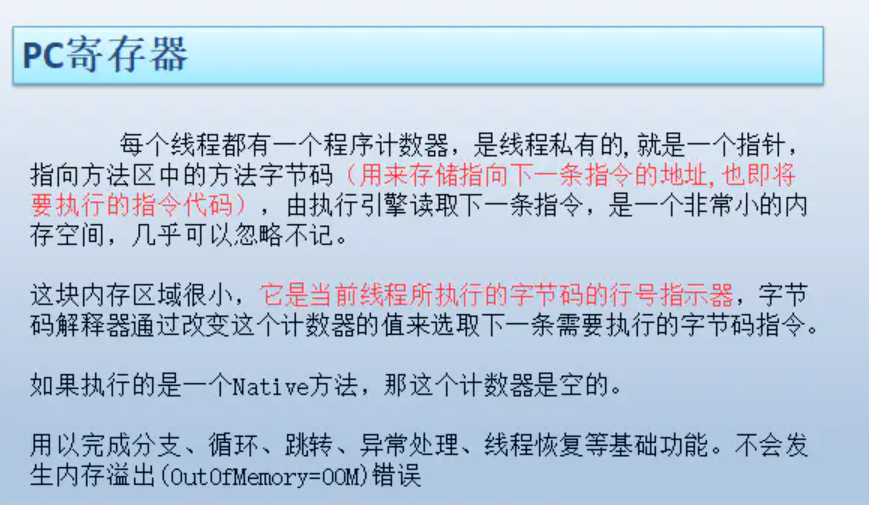 PC寄存器
每个线程都有一个程序计数器，是线程私有的,就是一个指针，
指向方法区中的方法字节码（用来存储指向下一条指令的地址,也即将
要执行的指令代码），由执行引擎读取下一条指令，是一个非常小的内
存空间，几乎可以忽略不记。
这块内存区域很小，它是当前线程所执行的字节码的行号指示器，字节
码解释器通过改变这个计数器的值来选取下一条需要执行的字节码指令。
如果执行的是一个Native方法，那这个计数器是空的。
用以完成分支、循环、跳转、异常处理、线程恢复等基础功能。不会发
生内存溢出(OutOfMemory=OOM)错误